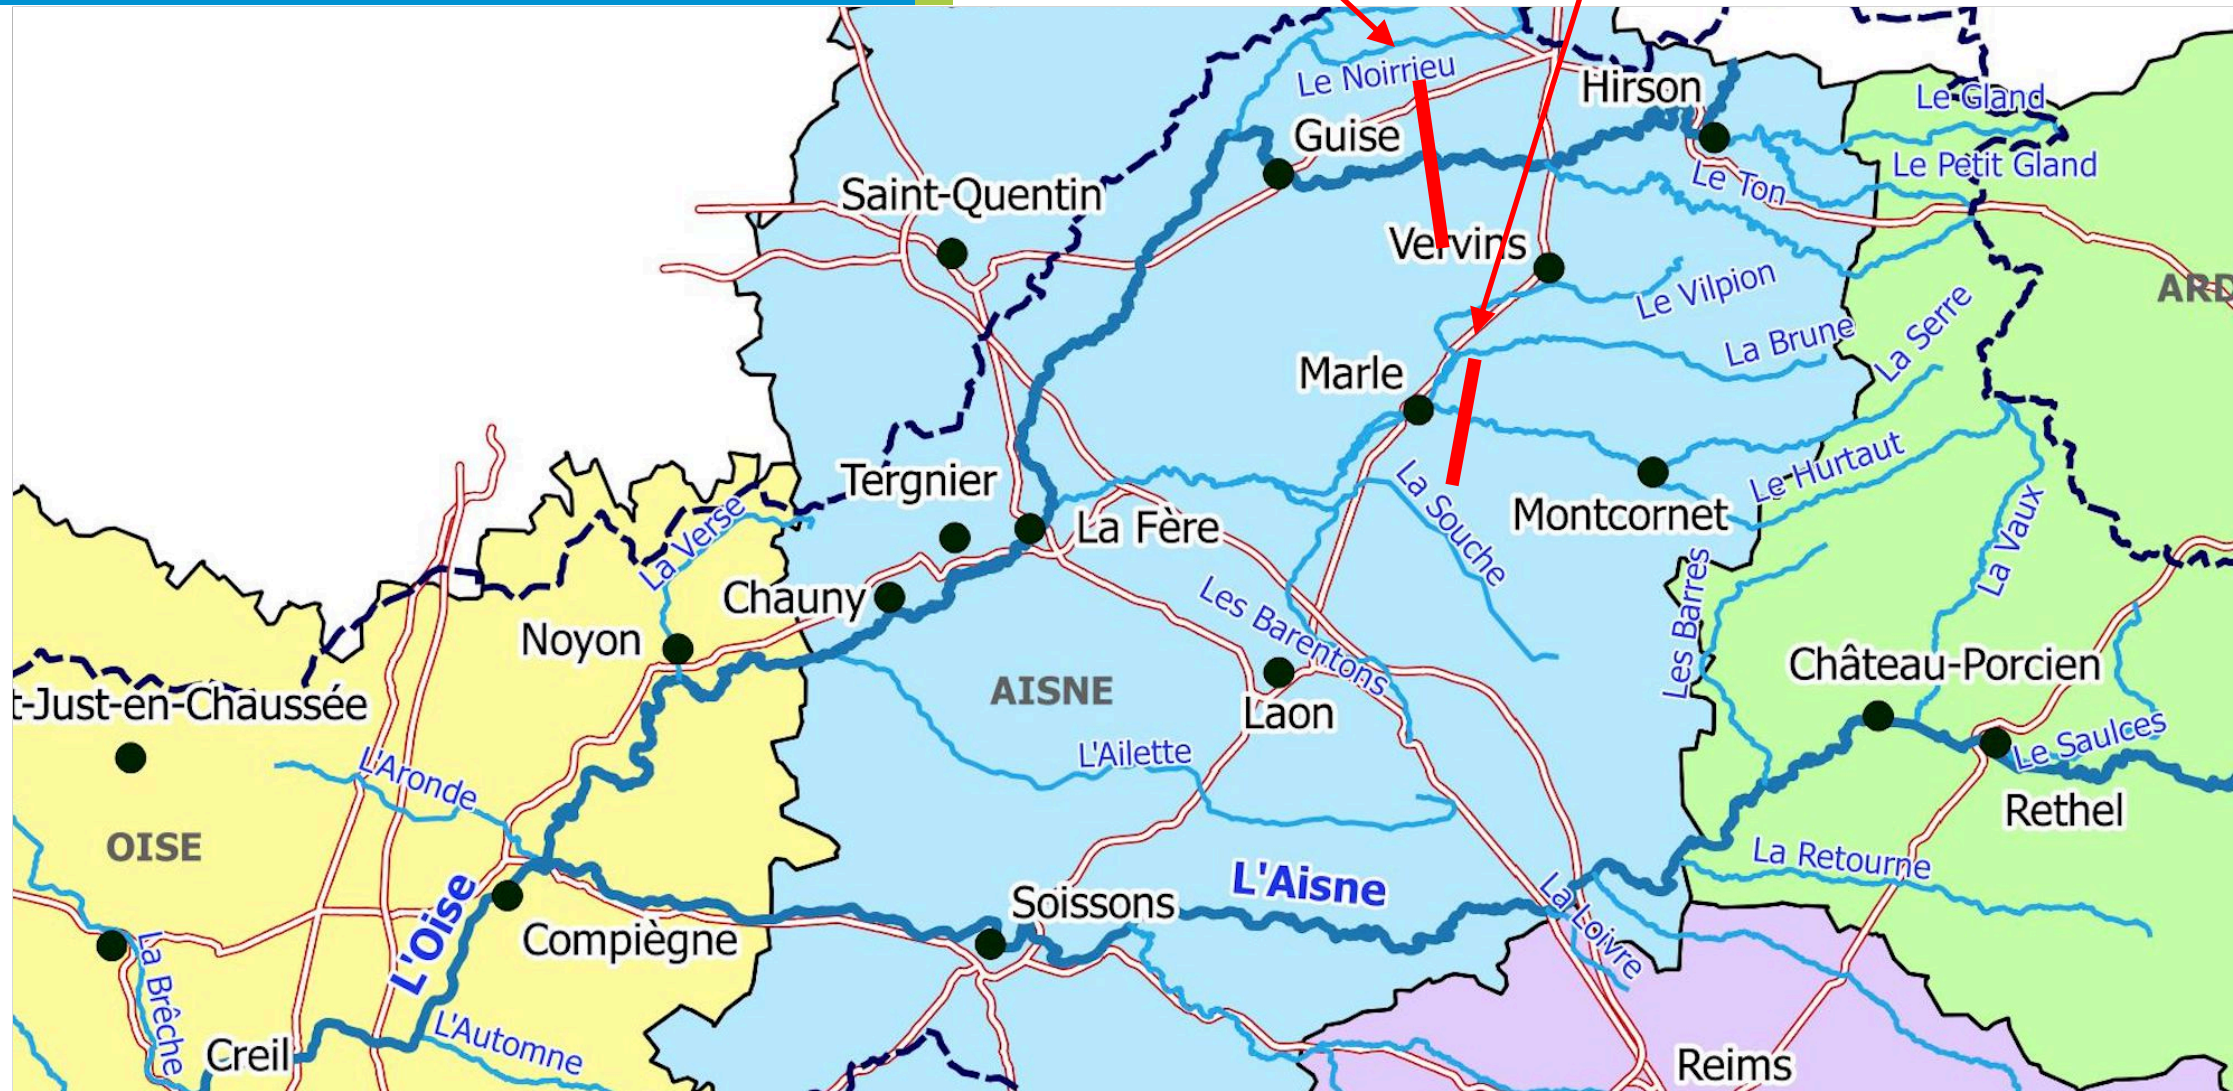 Le Noirrieu
Hirson
Le Gland
Guise
Le Petit Gland
Le Ton
Saint-Quentin
Vervins
Le Vilpion
ARD
La Serre
La Brune
Marle
Tergnier
La Verse
La Souche
Le Hurtaut
Montcornet
La Vaux
La Fère
Chauny
Noyon
Les Barentons
Les Barres
Château-Porcien
AISNE
t-Just-en-Chaussée
Laon
L'Ailette
Le Saulces
L'Aronde
Rethel
OISE
La Retourne
L'Aisne
Soissons
L'Oise
Compiègne
La Loivre
La Brêche
L'Automne
Creil
Reims